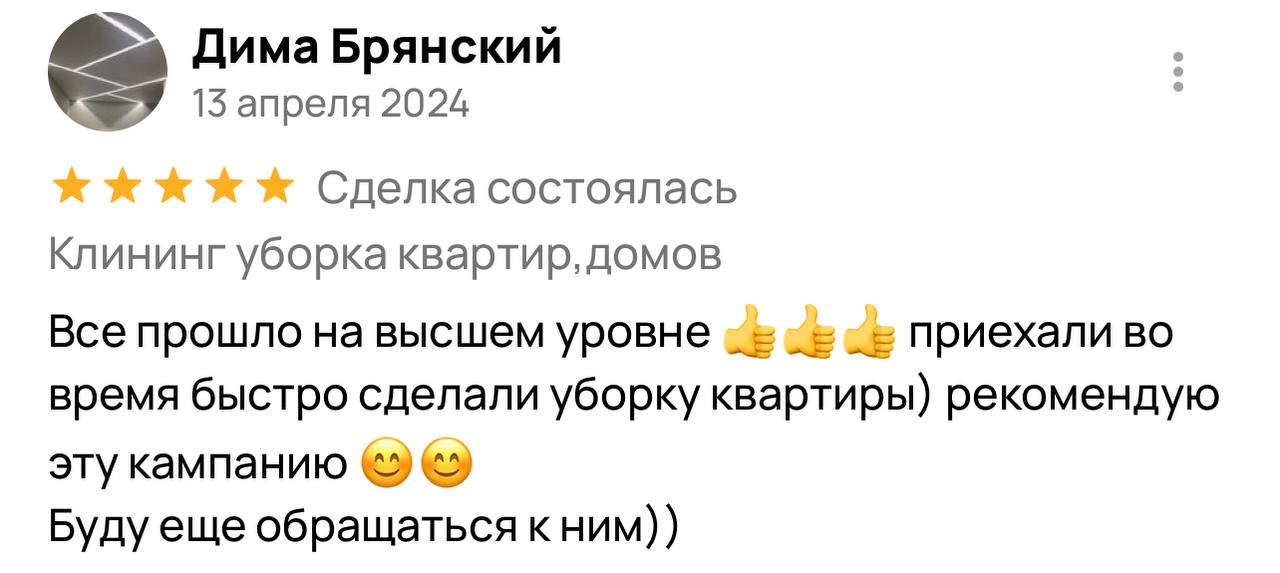 Дима Брянский
13 апреля 2024
Сделка состоялась
Клининг уборка квартир,домов
Все прошло на высшем уровне 👍👍👍 приехали во
время быстро сделали уборку квартиры) рекомендую
эту кампанию 😊😊
Буду еще обращаться к ним))